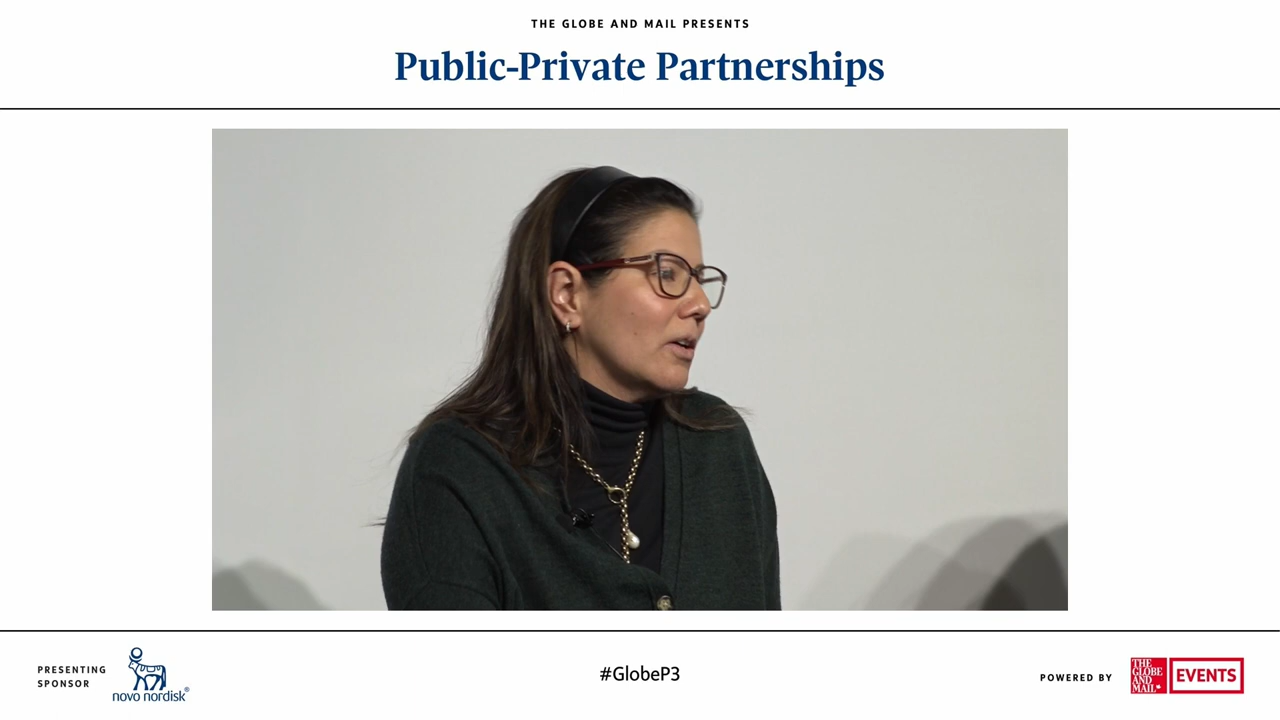 THE GLOBE AND MAIL PRESENTS
Public-Private Partnerships
PRESENTING
SPONSOR
novo nordisk®
#GlobeP3
POWERED BY
THE
GLOBE
AND
MAIL
EVENTS